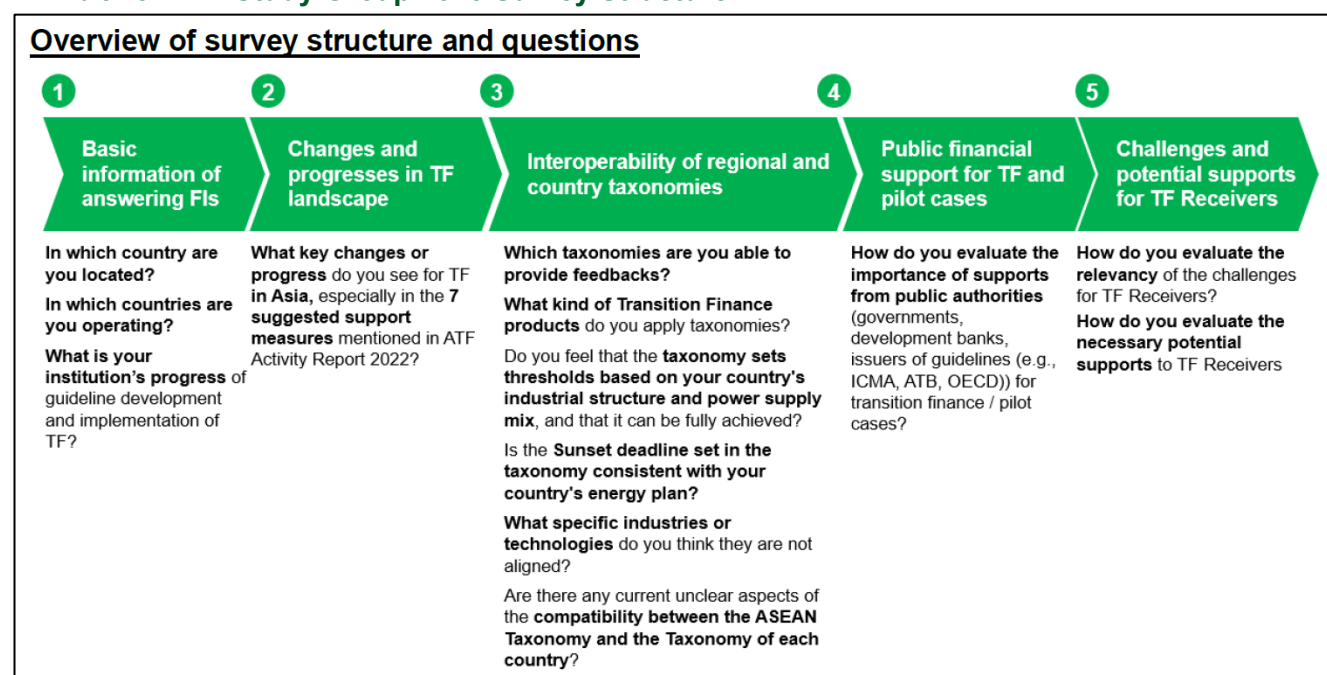 Overview of survey structure and questions
1
Basic
information of
answering FIs
In which country are
you located?
In which countries are
you operating?
What is your
institution's progress of
guideline development
and implementation of
TF?
2
Changes and
progresses in TF
landscape
What key changes or
progress do you see for TF
in Asia, especially in the 7
suggested support
measures mentioned in ATF
Activity Report 2022?
3
Interoperability of regional and
country taxonomies
Which taxonomies are you able to
provide feedbacks?
What kind of Transition Finance
products do you apply taxonomies?
Do you feel that the taxonomy sets
thresholds based on your country's
industrial structure and power supply
mix, and that it can be fully achieved?
Is the Sunset deadline set in the
taxonomy consistent with your
country's energy plan?
What specific industries or
technologies do you think they are not
aligned?
Are there any current unclear aspects of
the compatibility between the ASEAN
Taxonomy and the Taxonomy of each
country?
4
Public financial
support for TF and
pilot cases
How do you evaluate the
importance of supports
from public authorities
(governments,
development banks,
issuers of guidelines (e.g.,
ICMA, ATB, OECD)) for
transition finance / pilot
cases?
5
Challenges and
potential supports
for TF Receivers
How do you evaluate the
relevancy of the challenges
for TF Receivers?
How do you evaluate the
necessary potential
supports to TF Receivers